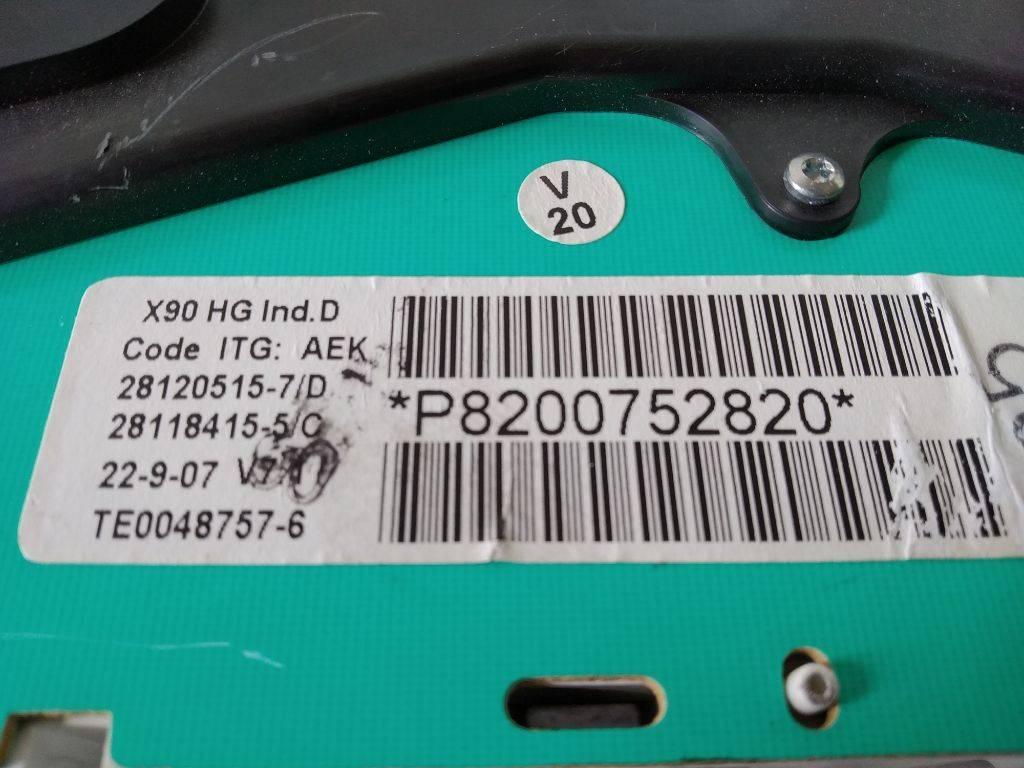 V
20
X90 HG Ind.D
Code ITG: AEK
28120515-7/D
28118415-5/C
22-9-07
TE0048757-6
*P8200752820*